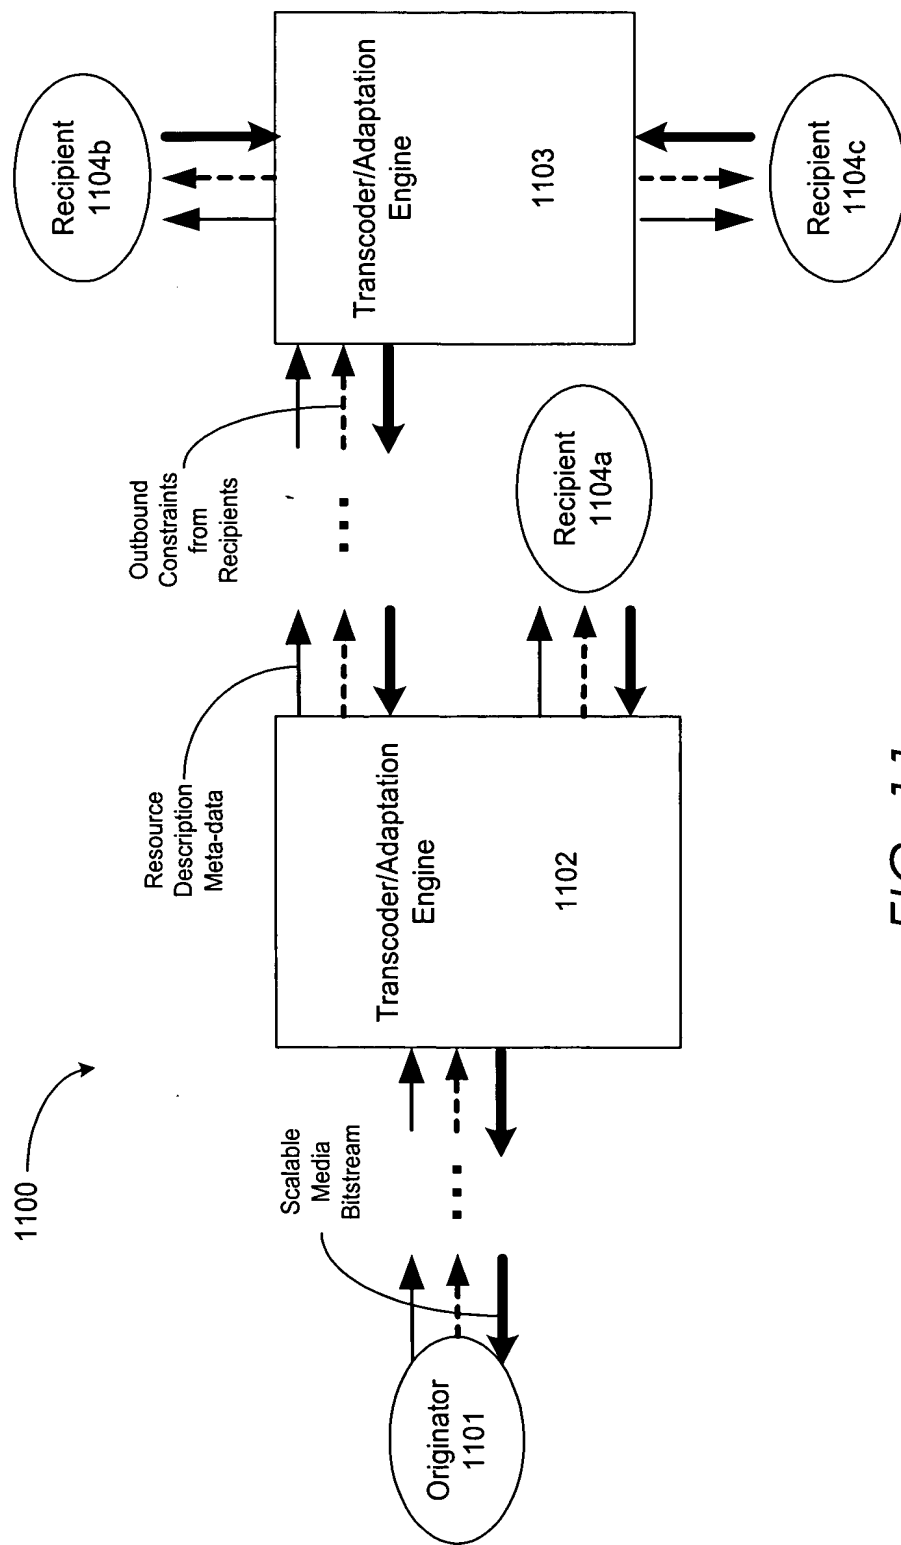 1100
Originator
1101
Scalable
Media
Bitstream
Transcoder/Adaptation
Engine
1102
Resource
Description
Meta-data
Outbound
Constraints
from
Recipients
Recipient
1104a
Transcoder/Adaptation
Engine
1103
Recipient
1104b
Recipient
1104c
FIG. 11